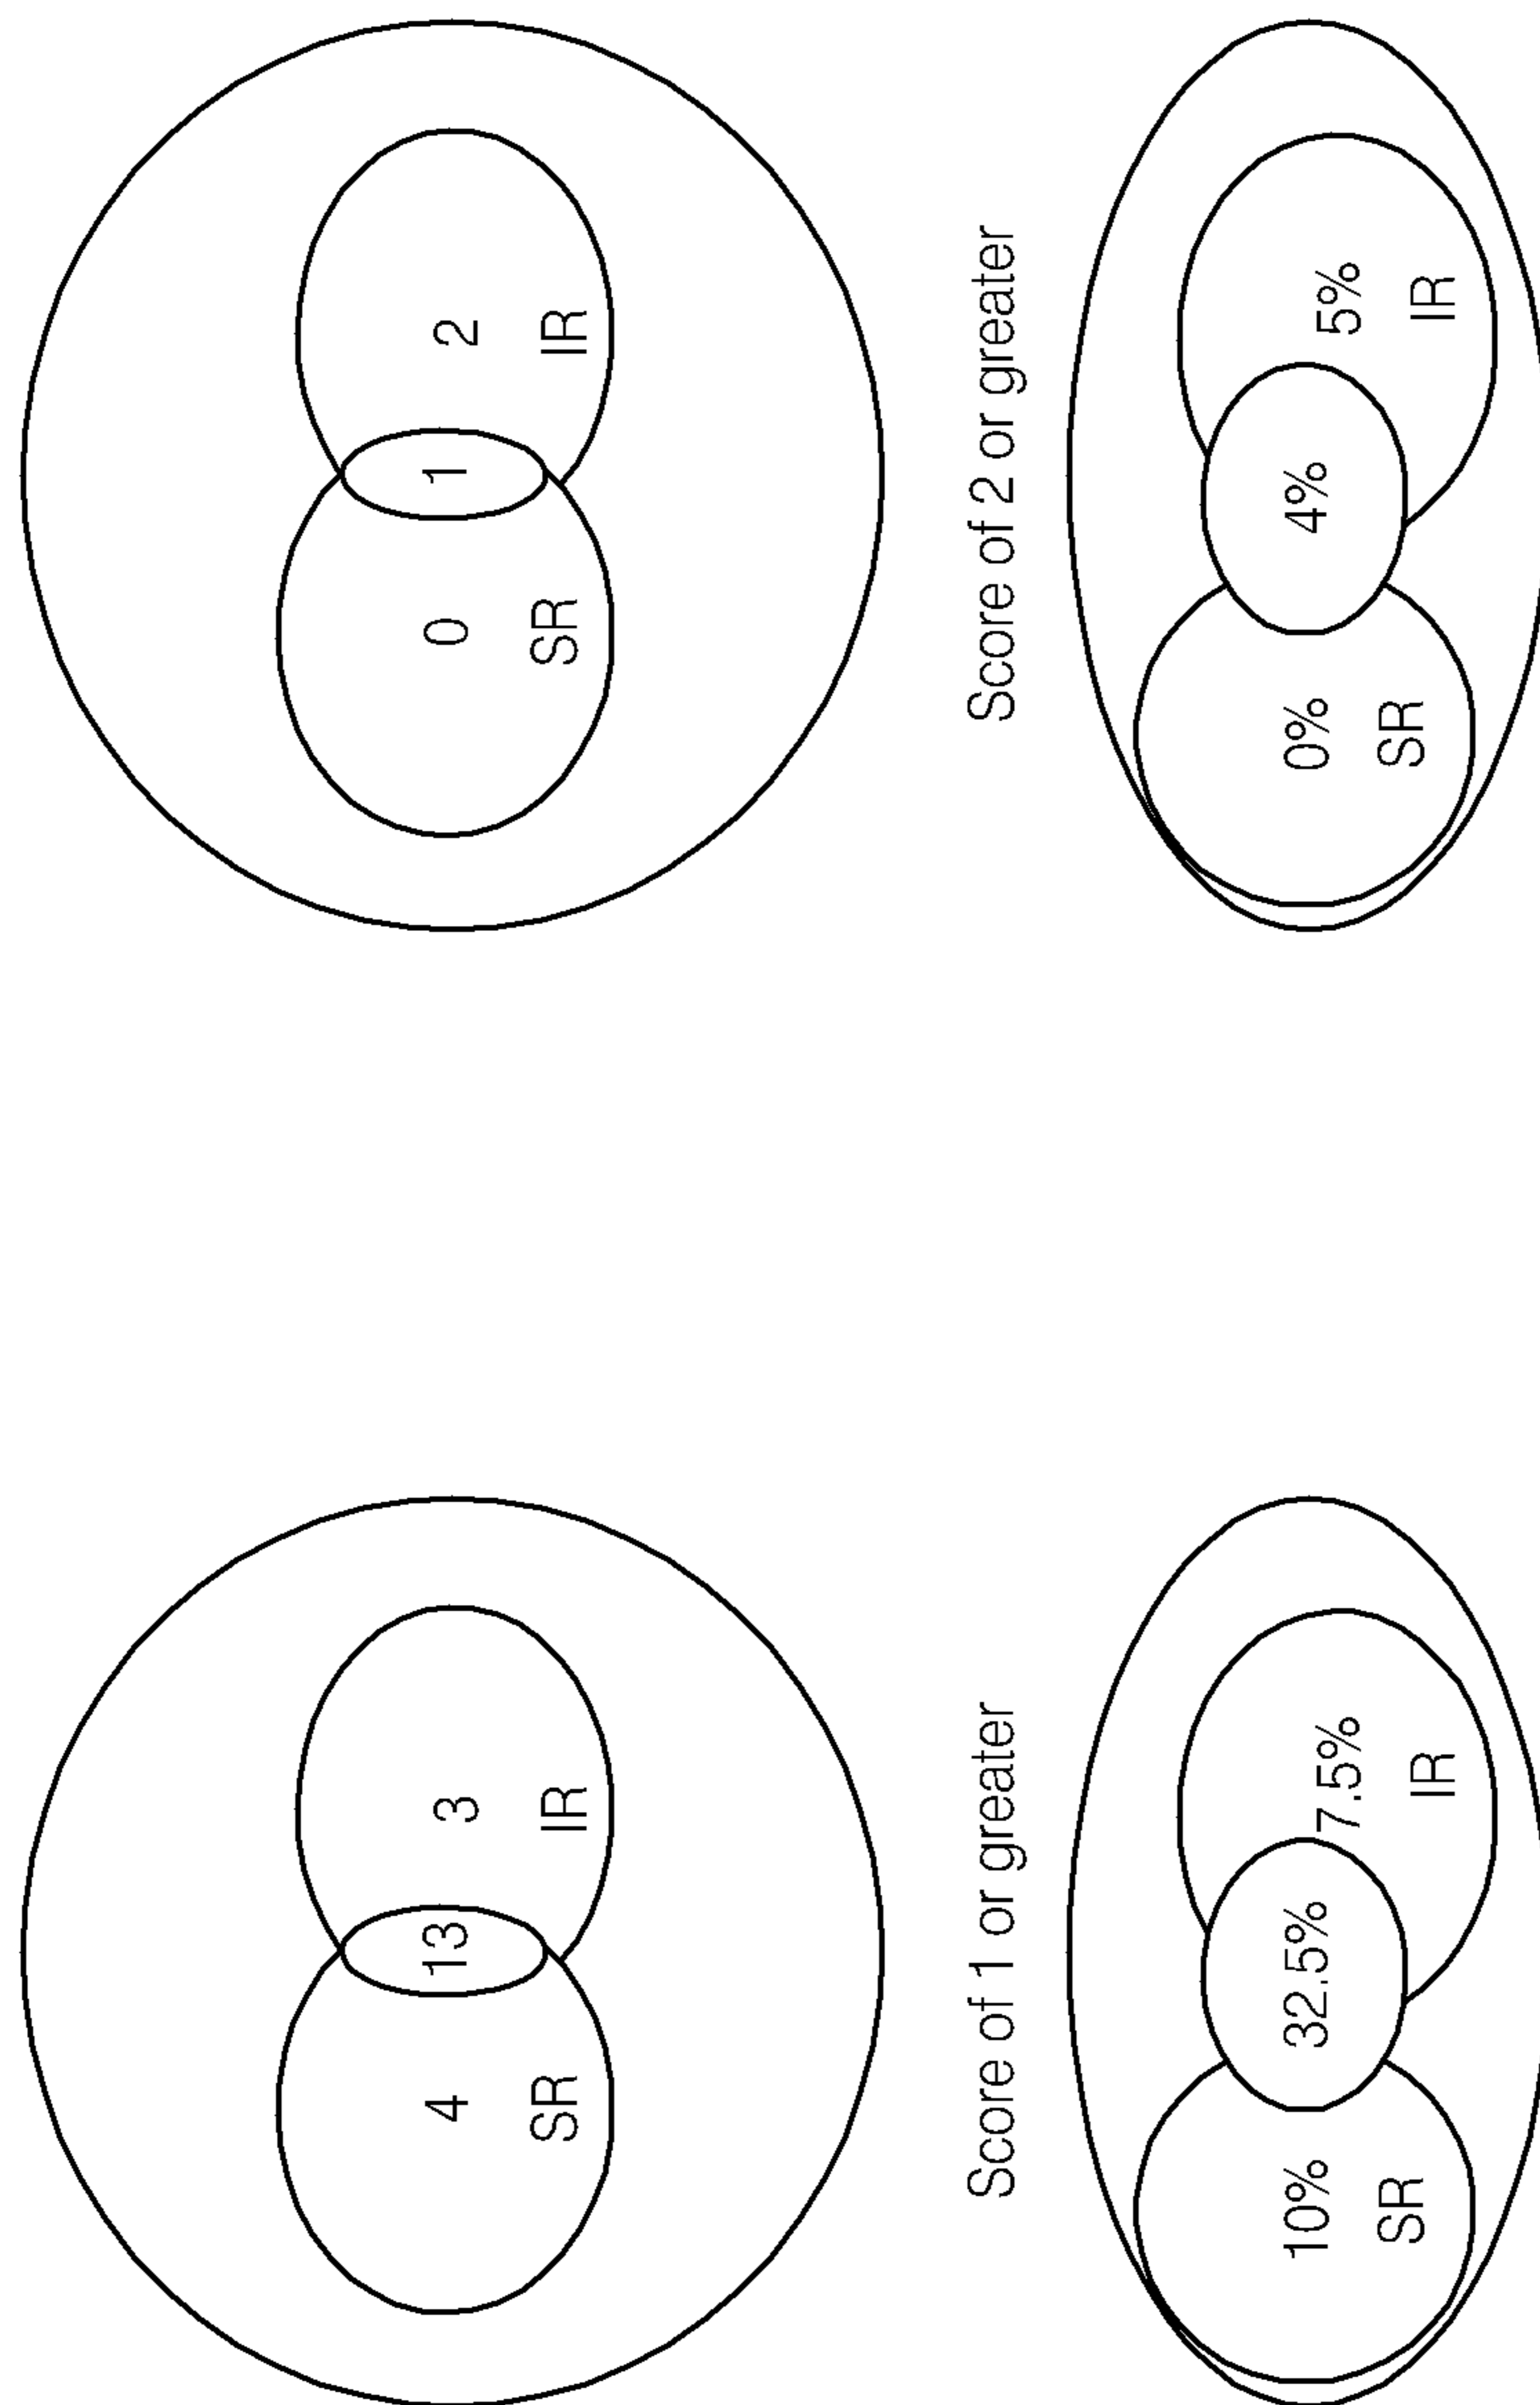 4 13 3
SR IR
0 1 2
SR IR
Score of 1 or greater
Score of 2 or greater
10% 32.5% 7.5%
SR IR
0% 4% 5%
SR IR